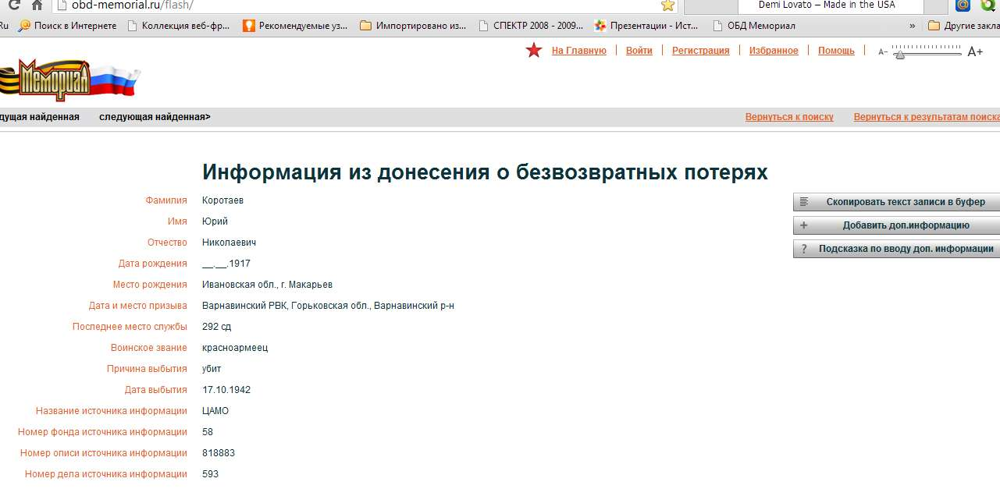 obd-memorial.ru/flash/
Demi Lovato – Made in the USA
Ru Поиск в Интернете Коллекция веб-фр... Рекомендуемые уз... Импортировано из... СПЕКТР 2008 - 2009... Презентации - Ист... ОБД Мемориал » Другие закла
На Главную Войти Регистрация Избранное Помощь A– A+
Мемориал
дущая найденная следующая найденная> Вернуться к поиску Вернуться к результатам поиска
Информация из донесения о безвозвратных потерях
Фамилия Коротаев
Скопировать текст записи в буфер
Имя Юрий
Добавить доп.информацию
Отчество Николаевич
Подсказка по вводу доп. информации
Дата рождения __.__.1917
Место рождения Ивановская обл., г. Макарьев
Дата и место призыва Варнавинский РВК, Горьковская обл., Варнавинский р-н
Последнее место службы 292 сд
Воинское звание красноармеец
Причина выбытия убит
Дата выбытия 17.10.1942
Название источника информации ЦАМО
Номер фонда источника информации 58
Номер описи источника информации 818883
Номер дела источника информации 593